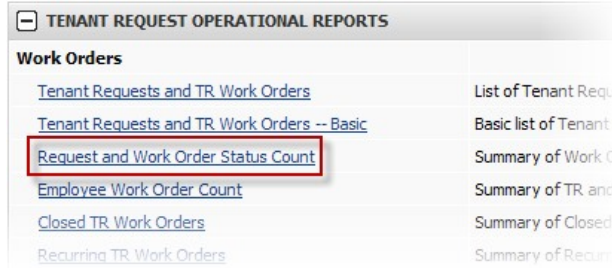 TENANT REQUEST OPERATIONAL REPORTS
Work Orders
Tenant Requests and TR Work Orders List of Tenant
Tenant Requests and TR Work Orders -- Basic Basic list of Tenant
Request and Work Order Status Count Summary of Work
Employee Work Order Count Summary of TR and
Closed TR Work Orders Summary of Closed
Recurring TR Work Orders Summary of